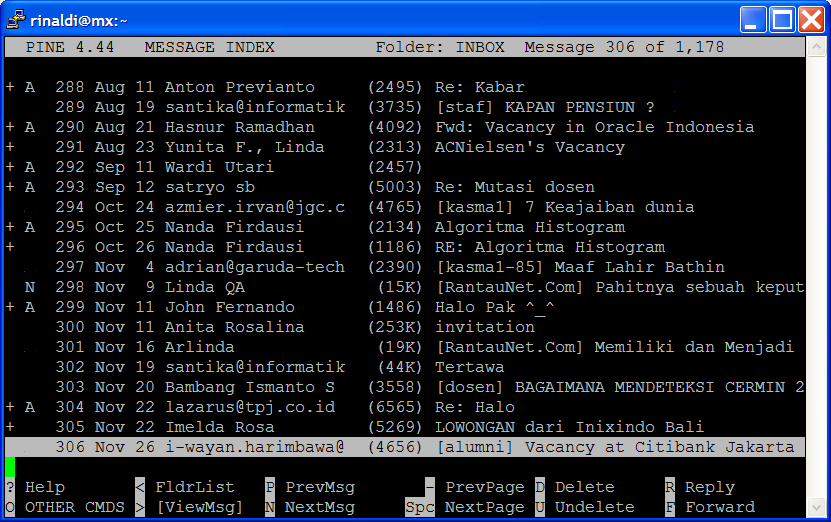 rinaldi@mx:~
PINE 4.44 MESSAGE INDEX Folder: INBOX Message 306 of 1,178
+ A 288 Aug 11 Anton Previanto (2495) Re: Kabar
289 Aug 19 santika@informatik (3735) [staf] KAPAN PENSIUN ?
+ A 290 Aug 21 Hasnur Ramadhan (4092) Fwd: Vacancy in Oracle Indonesia
+ 291 Aug 23 Yunita F., Linda (2313) ACNielsen's Vacancy
+ A 292 Sep 11 Wardi Utari (2457)
+ A 293 Sep 12 satryo sb (5003) Re: Mutasi dosen
294 Oct 24 azmier.irvan@jgc.c (4765) [kasma1] 7 Keajaiban dunia
+ A 295 Oct 25 Nanda Firdausi (2134) Algoritma Histogram
+ 296 Oct 26 Nanda Firdausi (1186) RE: Algoritma Histogram
297 Nov 4 adrian@garuda-tech (2390) [kasma1-85] Maaf Lahir Bathin
N 298 Nov 9 Linda QA (15K) [RantauNet.Com] Pahitnya sebuah keput
+ A 299 Nov 11 John Fernando (1486) Halo Pak ^_^
300 Nov 11 Anita Rosalina (253K) invitation
301 Nov 16 Arlinda (19K) [RantauNet.Com] Memiliki dan Menjadi
302 Nov 19 santika@informatik (44K) Tertawa
303 Nov 20 Bambang Ismanto S (3558) [dosen] BAGAIMANA MENDETEKSI CERMIN 2
+ A 304 Nov 22 lazarus@tpj.co.id (6565) Re: Halo
+ 305 Nov 22 Imelda Rosa (5269) LOWONGAN dari Inixindo Bali
306 Nov 26 i-wayan.harimbawa@ (4656) [alumni] Vacancy at Citibank Jakarta
? Help < FldrList P PrevMsg - PrevPage D Delete R Reply
O OTHER CMDS > [ViewMsg] N NextMsg Spc NextPage U Undelete F Forward